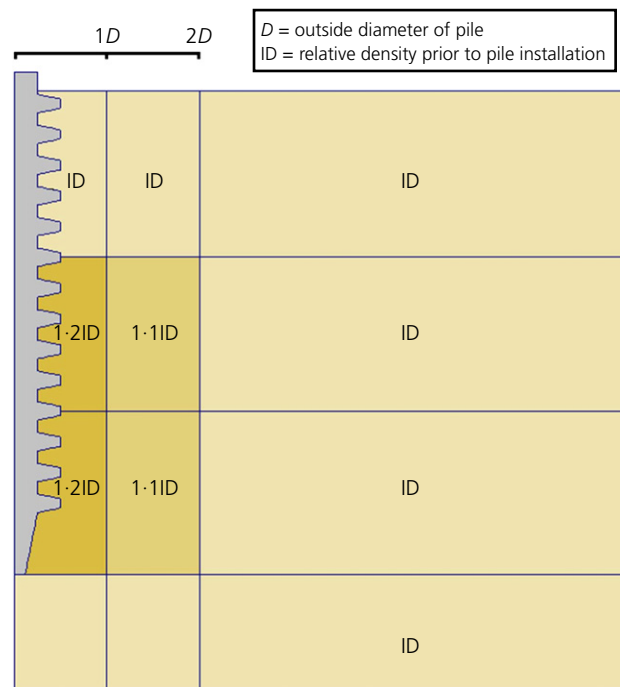 1D 2D
D = outside diameter of pile
ID = relative density prior to pile installation
ID ID ID
1·2ID 1·1ID ID
1·2ID 1·1ID ID
ID